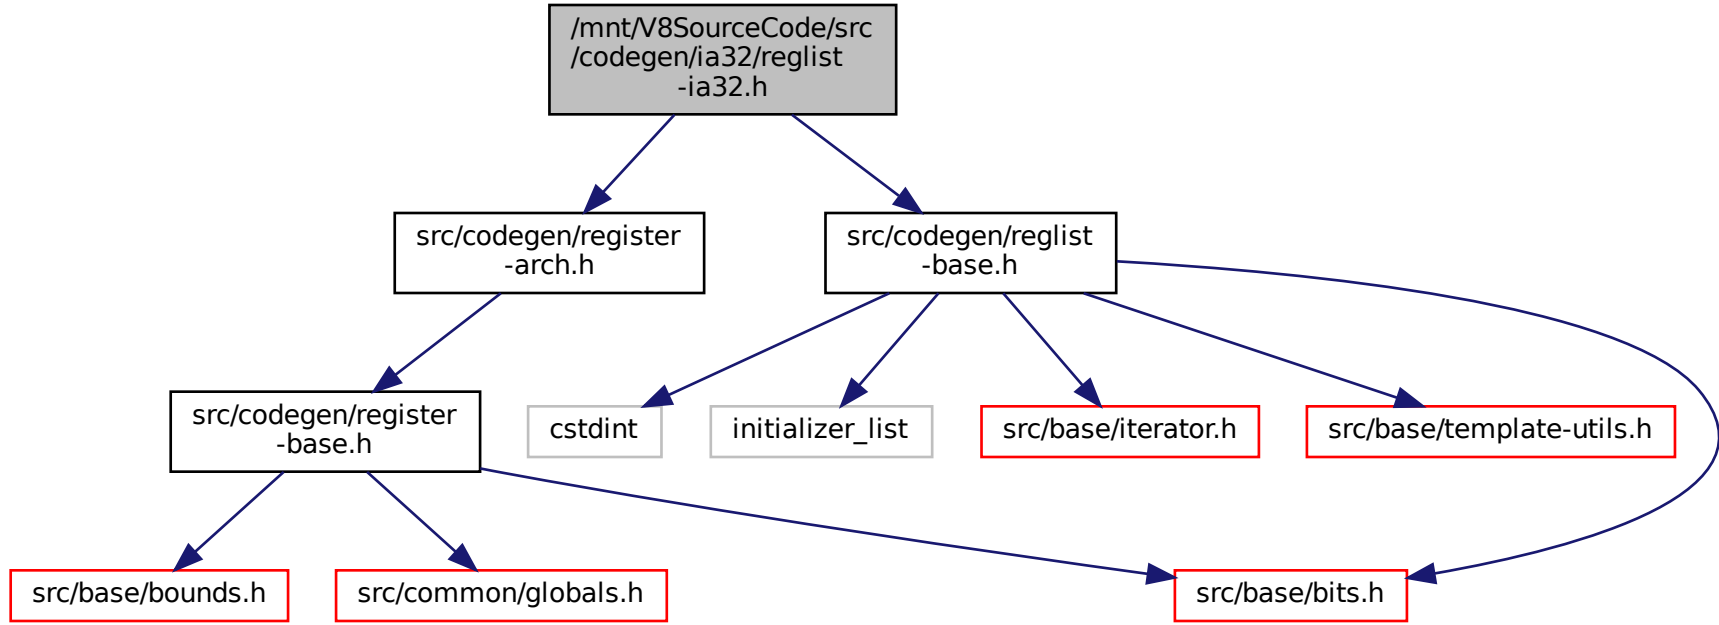 /mnt/V8SourceCode/src
/codegen/ia32/reglist
-ia32.h
src/codegen/register
-arch.h
src/codegen/reglist
-base.h
src/codegen/register
-base.h
cstdint
initializer_list
src/base/iterator.h
src/base/template-utils.h
src/base/bounds.h
src/common/globals.h
src/base/bits.h